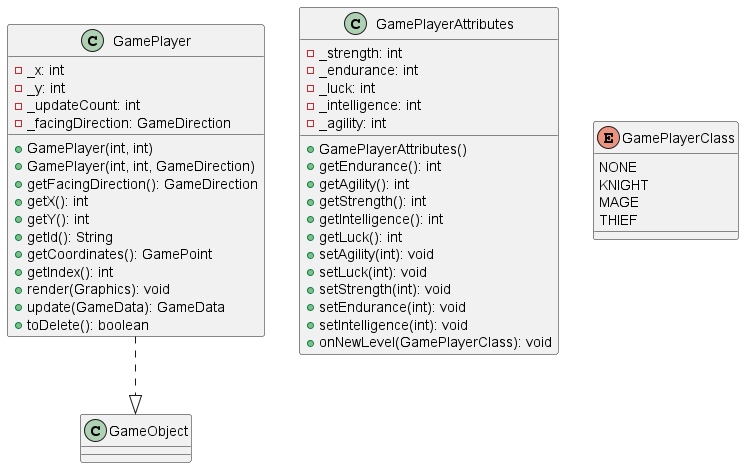 C GamePlayer
_x: int
_y: int
_updateCount: int
_facingDirection: GameDirection
GamePlayer(int, int)
GamePlayer(int, int, GameDirection)
getFacingDirection(): GameDirection
getX(): int
getY(): int
getId(): String
getCoordinates(): GamePoint
getIndex(): int
render(Graphics): void
update(GameData): GameData
toDelete(): boolean
C GamePlayerAttributes
_strength: int
_endurance: int
_luck: int
_intelligence: int
_agility: int
GamePlayerAttributes()
getEndurance(): int
getAgility(): int
getStrength(): int
getIntelligence(): int
getLuck(): int
setAgility(int): void
setLuck(int): void
setStrength(int): void
setEndurance(int): void
setIntelligence(int): void
onNewLevel(GamePlayerClass): void
E GamePlayerClass
NONE
KNIGHT
MAGE
THIEF
C GameObject